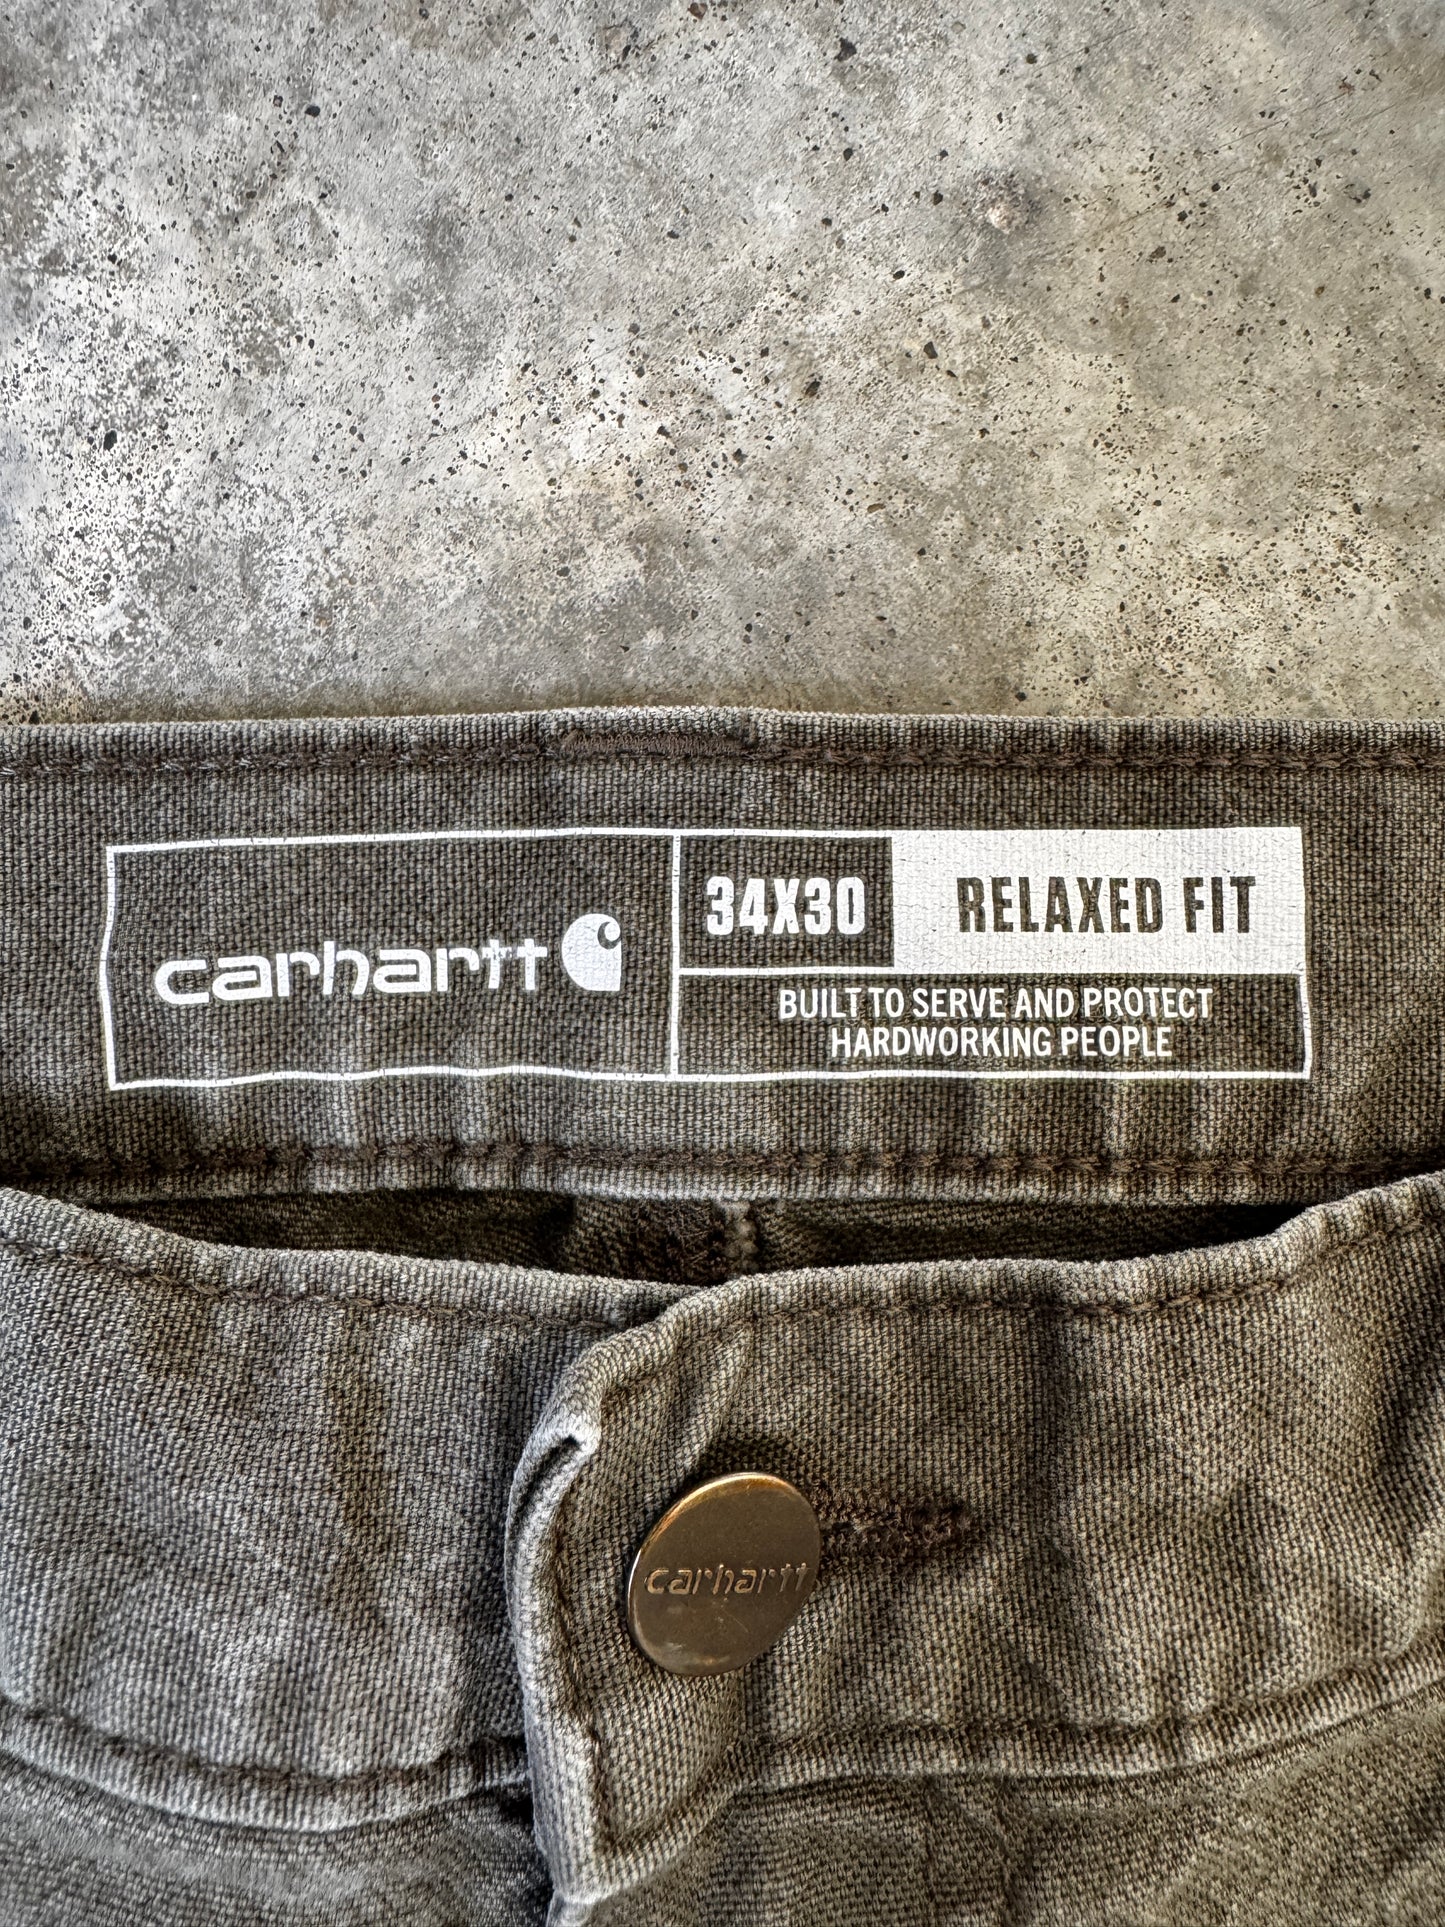 carhartt
34X30
RELAXED FIT
BUILT TO SERVE AND PROTECT
HARDWORKING PEOPLE
carhartt